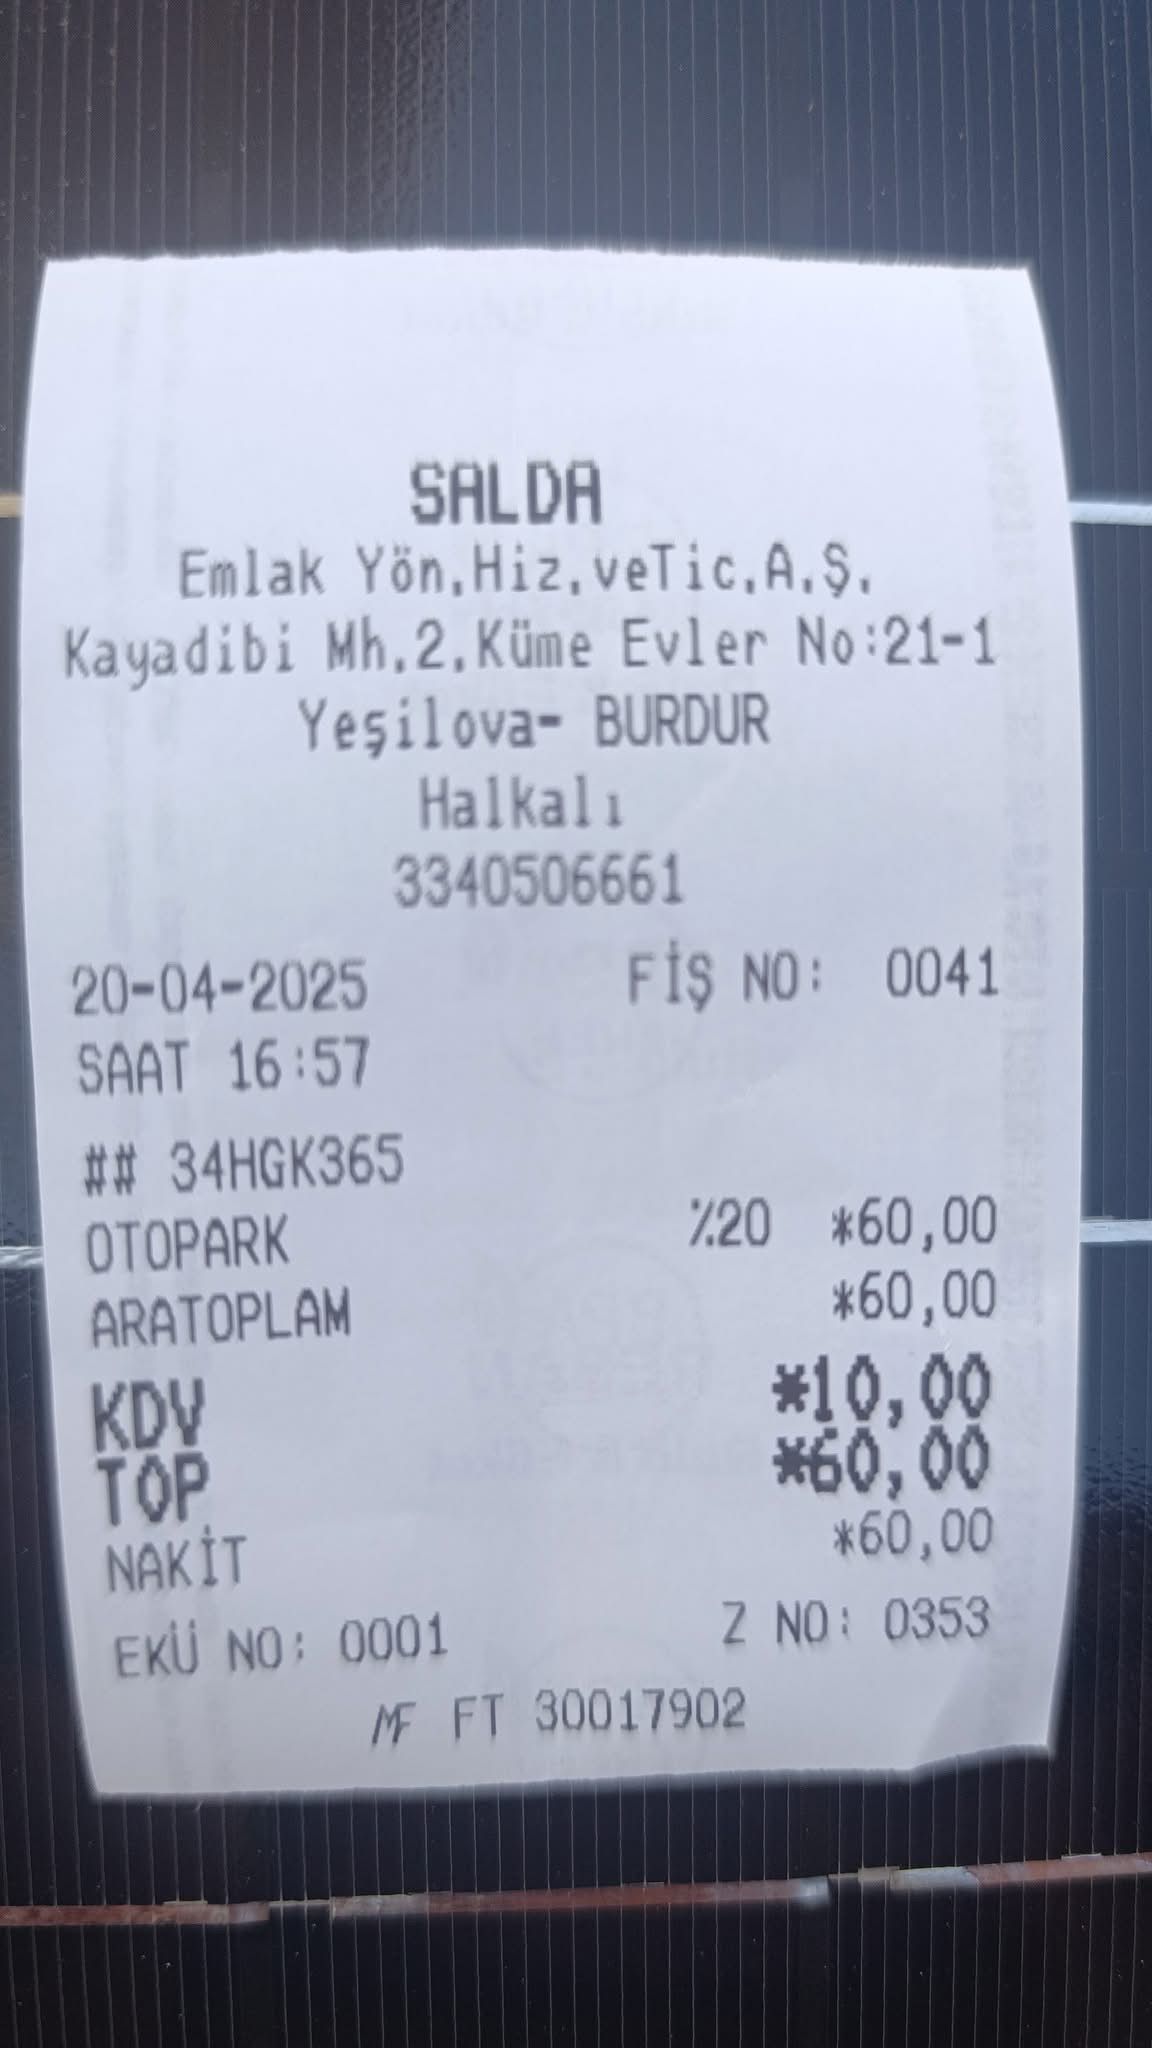 SALDA
Emlak Yön.Hiz.veTic.A.Ş.
Kayadibi Mh.2.Küme Evler No:21-1
Yeşilova- BURDUR
Halkalı
3340506661
20-04-2025 FİŞ NO: 0041
SAAT 16:57
## 34HGK365
OTOPARK %20 *60,00
ARATOPLAM *60,00
KDV *10,00
TOP *60,00
NAKİT *60,00
EKÜ NO: 0001 Z NO: 0353
MF FT 30017902